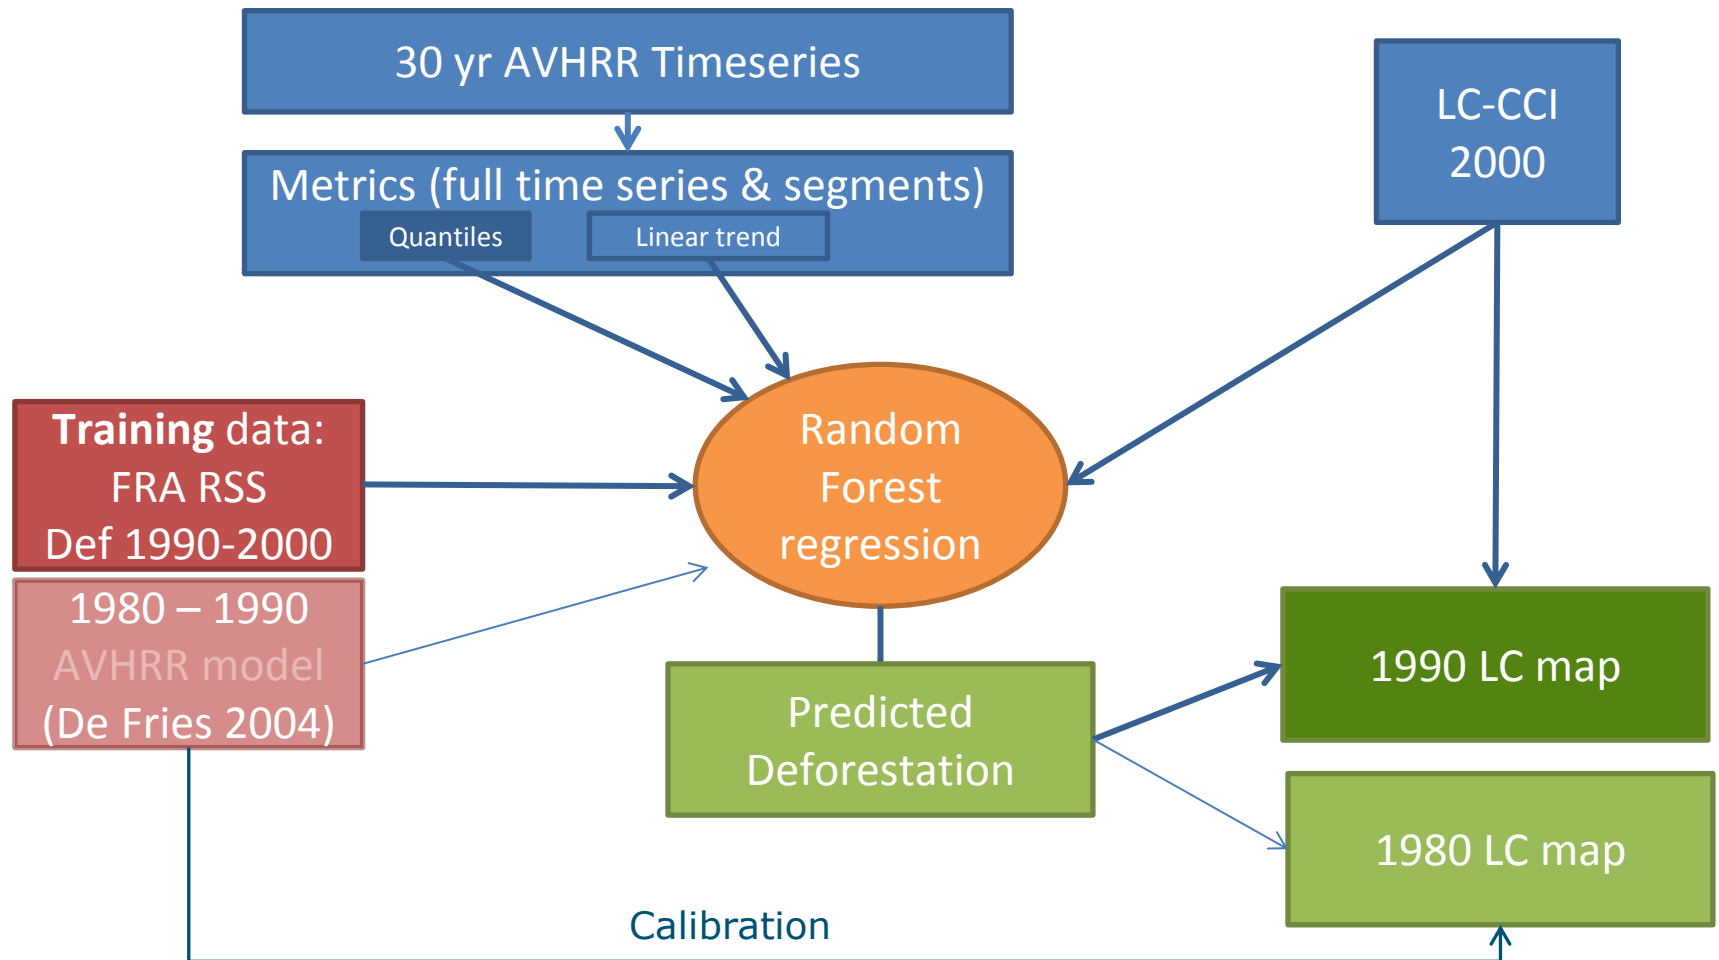 30 yr AVHRR Timeseries
LC-CCI
2000
Metrics (full time series & segments)
Quantiles
Linear trend
Training data:
FRA RSS
Def 1990-2000
Random
Forest
regression
1980 – 1990
AVHRR model
(De Fries 2004)
Predicted
Deforestation
1990 LC map
1980 LC map
Calibration